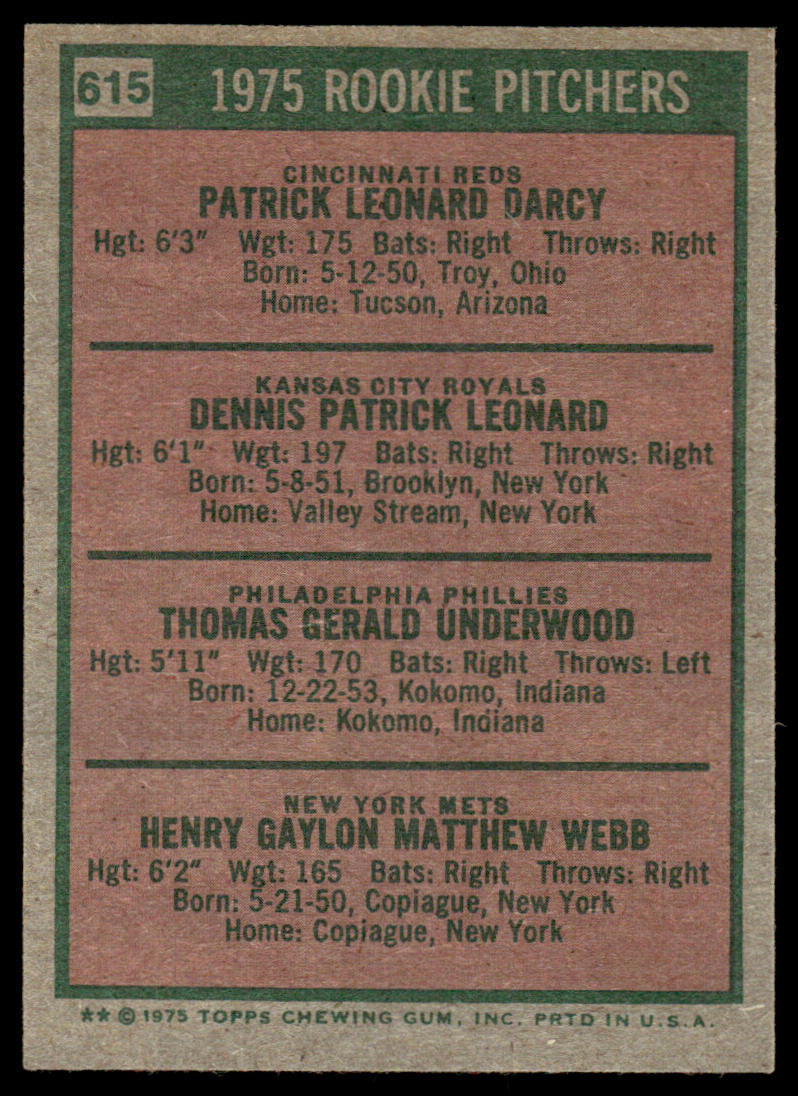 615 1975 ROOKIE PITCHERS
CINCINNATI REDS
PATRICK LEONARD DARCY
Hgt: 6'3" Wgt: 175 Bats: Right Throws: Right
Born: 5-12-50, Troy, Ohio
Home: Tucson, Arizona
KANSAS CITY ROYALS
DENNIS PATRICK LEONARD
Hgt: 6'1" Wgt: 197 Bats: Right Throws: Right
Born: 5-8-51, Brooklyn, New York
Home: Valley Stream, New York
PHILADELPHIA PHILLIES
THOMAS GERALD UNDERWOOD
Hgt: 5'11" Wgt: 170 Bats: Right Throws: Left
Born: 12-22-53, Kokomo, Indiana
Home: Kokomo, Indiana
NEW YORK METS
HENRY GAYLON MATTHEW WEBB
Hgt: 6'2" Wgt: 165 Bats: Right Throws: Right
Born: 5-21-50, Copiague, New York
Home: Copiague, New York
** © 1975 TOPPS CHEWING GUM, INC. PRTD IN U.S.A.